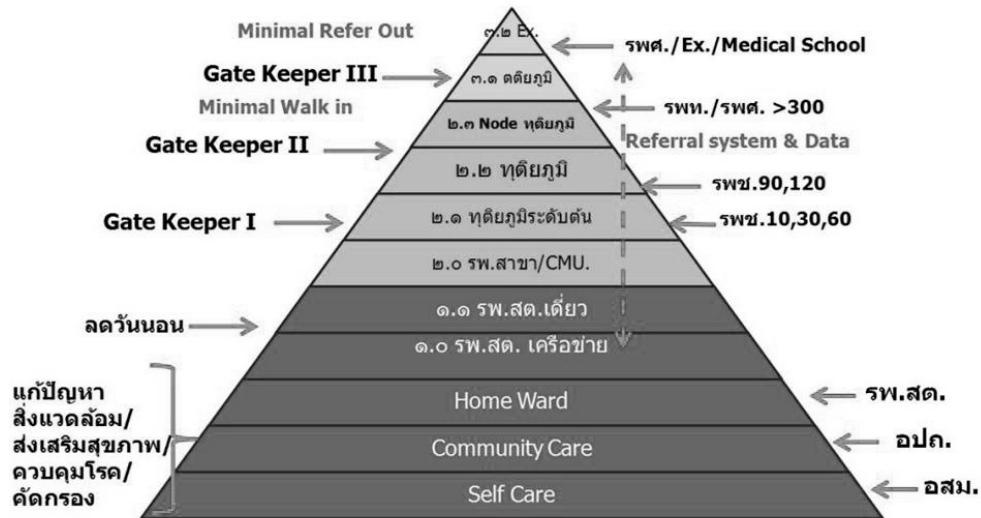 Minimal Refer Out
๓.๒ Ex.
รพศ./Ex./Medical School
Gate Keeper III
๓.๑ ตติยภูมิ
Minimal Walk in
รพท./รพศ. >300
๒.๓ Node ทุติยภูมิ
Gate Keeper II
Referral system & Data
๒.๒ ทุติยภูมิ
รพช.90,120
Gate Keeper I
๒.๑ ทุติยภูมิระดับต้น
รพช.10,30,60
๒.๐ รพ.สาขา/CMU.
๑.๑ รพ.สต.เดี่ยว
ลดวันนอน
๑.๐ รพ.สต. เครือข่าย
แก้ปัญหา
สิ่งแวดล้อม/
ส่งเสริมสุขภาพ/
ควบคุมโรค/
คัดกรอง
Home Ward
รพ.สต.
Community Care
อปถ.
Self Care
อสม.